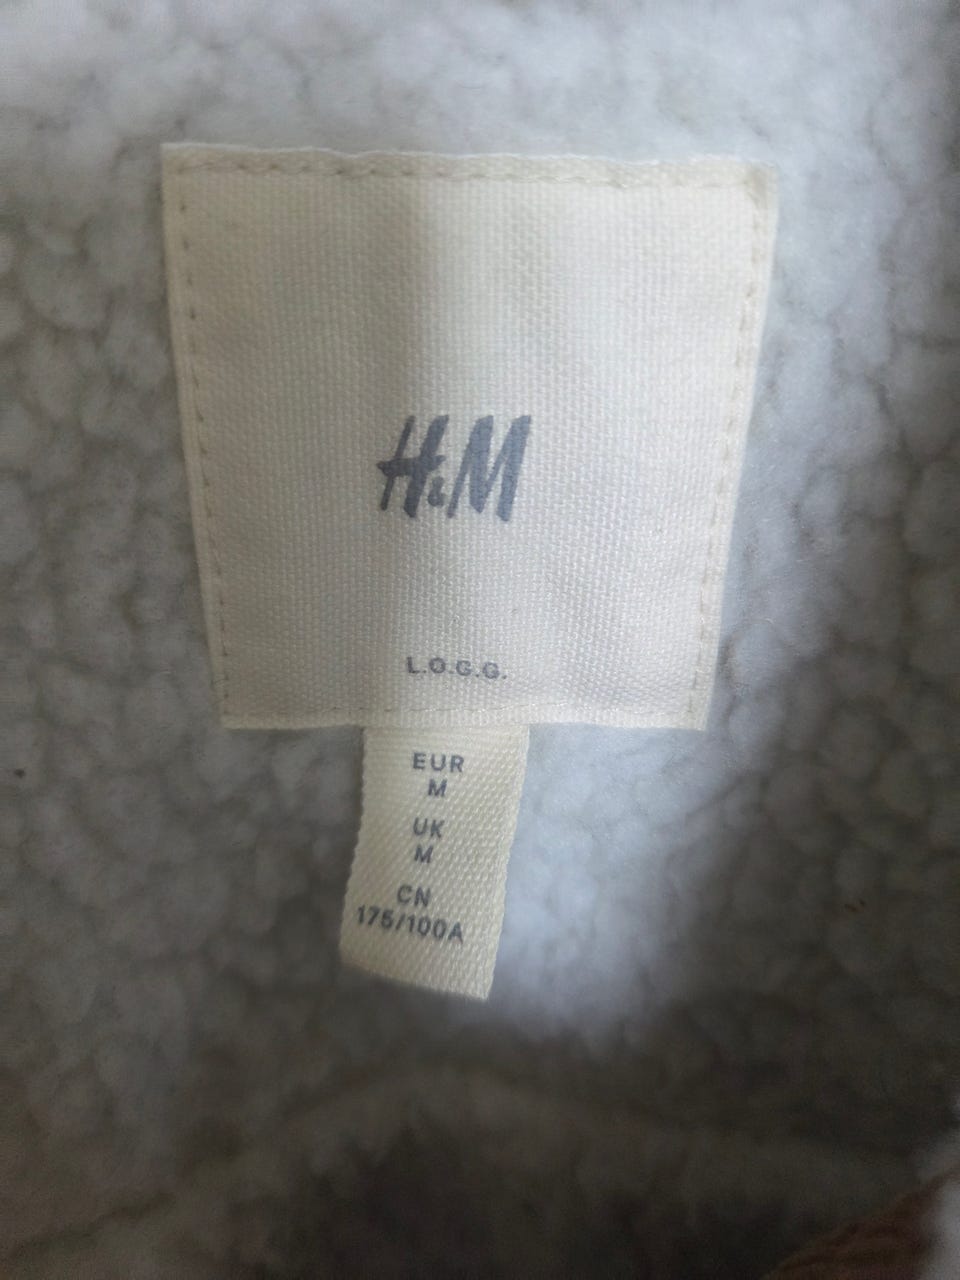 H&M
L.O.G.G.
EUR
M
UK
M
CN
175/100A